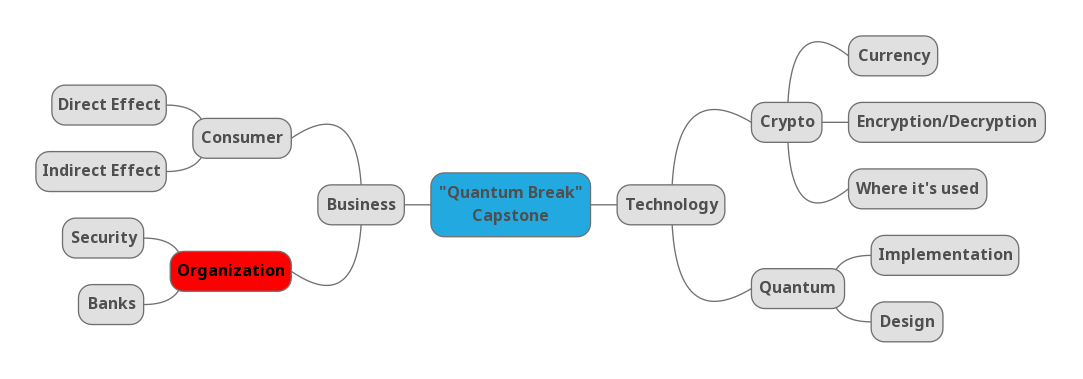 "Quantum Break"
Capstone
Business
Consumer
Direct Effect
Indirect Effect
Organization
Security
Banks
Technology
Crypto
Currency
Encryption/Decryption
Where it's used
Quantum
Implementation
Design